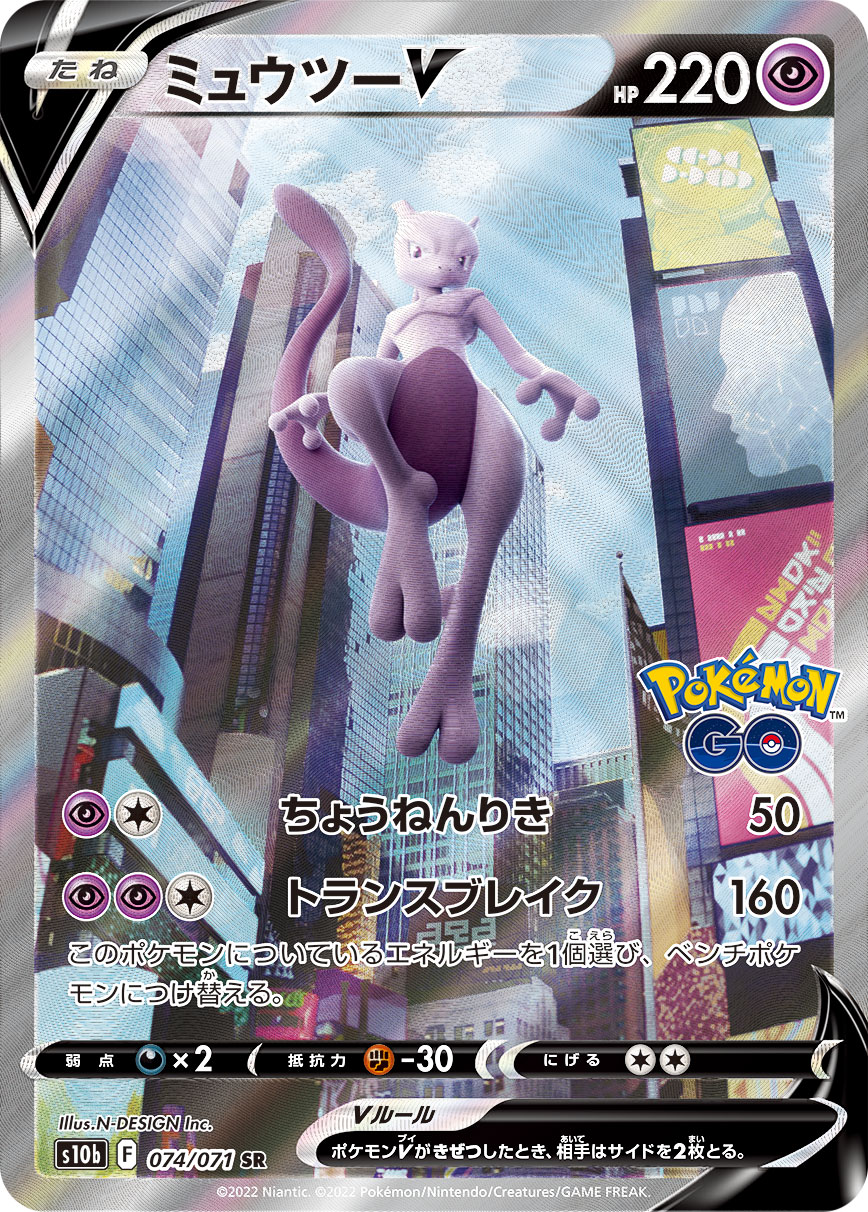 たね ミュウツーV HP 220
Pokémon GO ™
ちょうねんりき 50
トランスブレイク 160
このポケモンについているエネルギーを1個選び、ベンチポケ
モンにつけ替える。
弱点 ×2 抵抗力 -30 にげる
Illus.N-DESIGN Inc.
Vルール
ポケモンVがきぜつしたとき、相手はサイドを2枚とる。
s10b F 074/071 SR
©2022 Niantic. ©2022 Pokémon/Nintendo/Creatures/GAME FREAK.